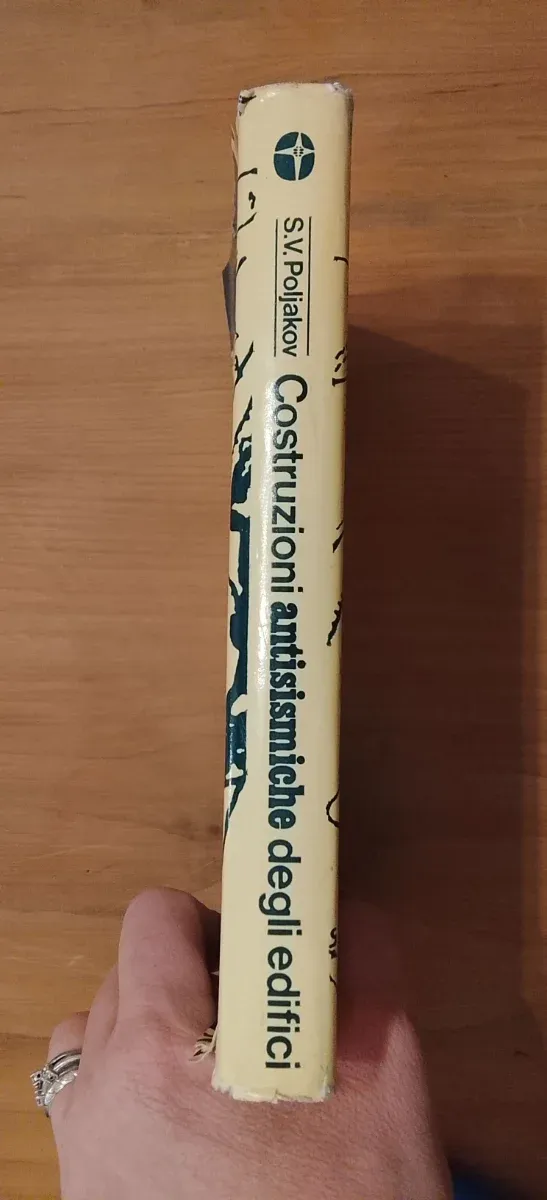 S.V. Poljakov
Costruzioni antisismiche degli edifici